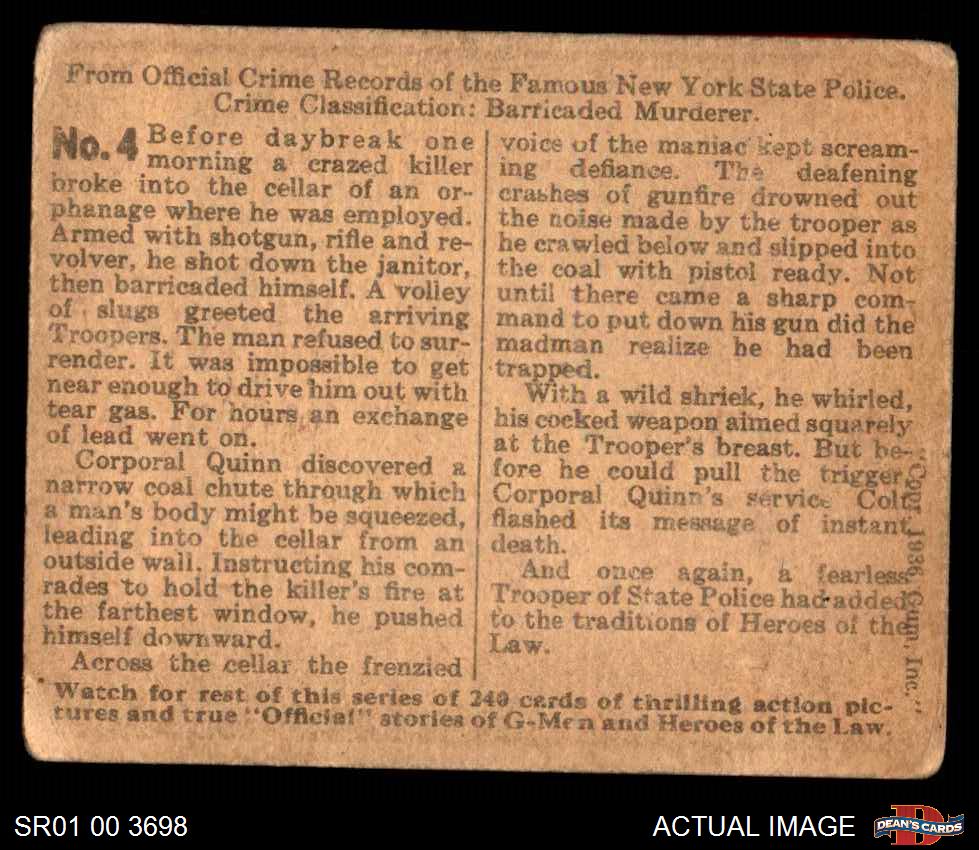 From Official Crime Records of the Famous New York State Police.
Crime Classification: Barricaded Murderer.
No. 4 Before daybreak one
morning a crazed killer
broke into the cellar of an or-
phanage where he was employed.
Armed with shotgun, rifle and re-
volver, he shot down the janitor,
then barricaded himself. A volley
of slugs greeted the arriving
Troopers. The man refused to sur-
render. It was impossible to get
near enough to drive him out with
tear gas. For hours an exchange
of lead went on.
Corporal Quinn discovered a
narrow coal chute through which
a man's body might be squeezed,
leading into the cellar from an
outside wall. Instructing his com-
rades to hold the killer's fire at
the farthest window, he pushed
himself downward.
Across the cellar the frenzied
voice of the maniac kept scream-
ing defiance. The deafening
crashes of gunfire drowned out
the noise made by the trooper as
he crawled below and slipped into
the coal with pistol ready. Not
until there came a sharp com-
mand to put down his gun did the
madman realize he had been
trapped.
With a wild shriek, he whirled,
his cocked weapon aimed squarely
at the Trooper's breast. But be-
fore he could pull the trigger,
Corporal Quinn's service Colt
flashed its message of instant
death.
And once again, a fearless
Trooper of State Police had added
to the traditions of Heroes of the
Law.
"Copr. 1936 Gum, Inc."
Watch for rest of this series of 240 cards of thrilling action pic-
tures and true "Official" stories of G-Men and Heroes of the Law.
SR01 00 3698
ACTUAL IMAGE
D
DEAN'S CARDS